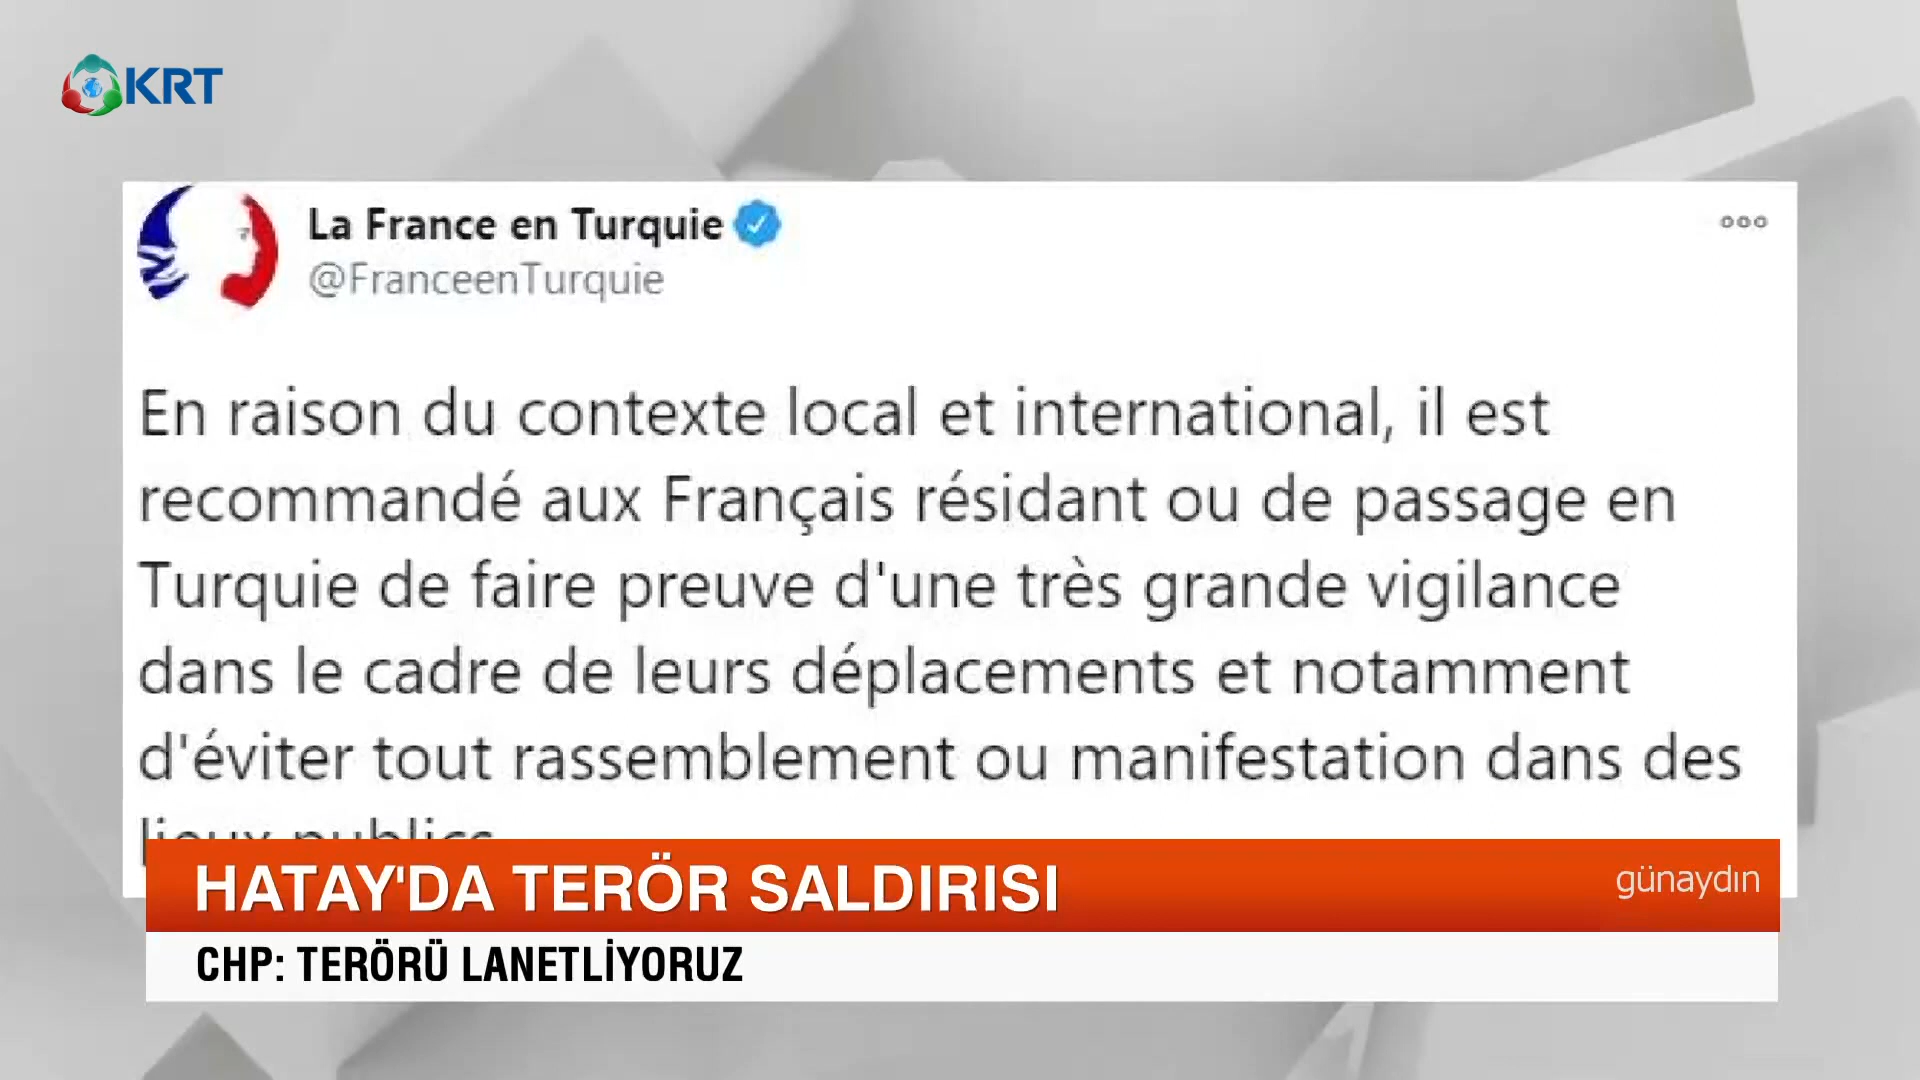 KRT
La France en Turquie
@FranceenTurquie
En raison du contexte local et international, il est
recommandé aux Français résidant ou de passage en
Turquie de faire preuve d'une très grande vigilance
dans le cadre de leurs déplacements et notamment
d'éviter tout rassemblement ou manifestation dans des
lieux publics
HATAY'DA TERÖR SALDIRISI
günaydın
CHP: TERÖRÜ LANETLİYORUZ